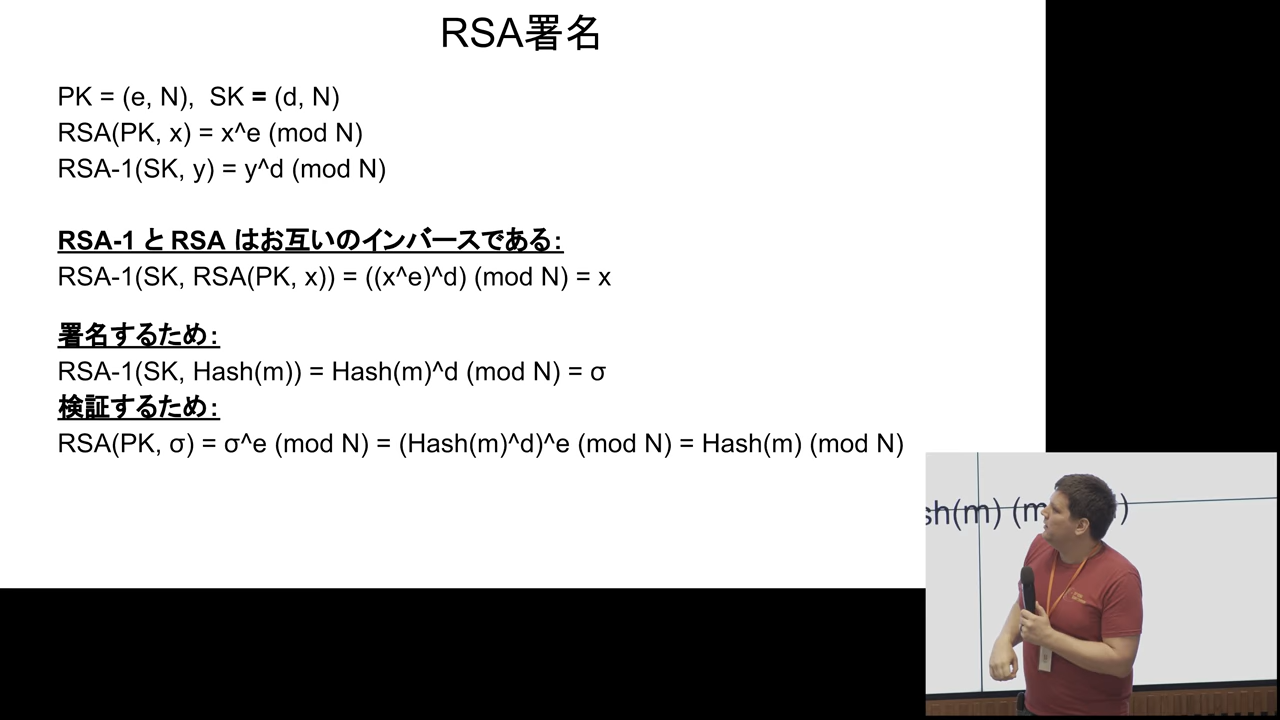 RSA署名
PK = (e, N),  SK = (d, N)
RSA(PK, x) = x^e (mod N)
RSA-1(SK, y) = y^d (mod N)
RSA-1 と RSA はお互いのインバースである：
RSA-1(SK, RSA(PK, x)) = ((x^e)^d) (mod N) = x
署名するため：
RSA-1(SK, Hash(m)) = Hash(m)^d (mod N) = σ
検証するため：
RSA(PK, σ) = σ^e (mod N) = (Hash(m)^d)^e (mod N) = Hash(m) (mod N)
sh(m) (m )